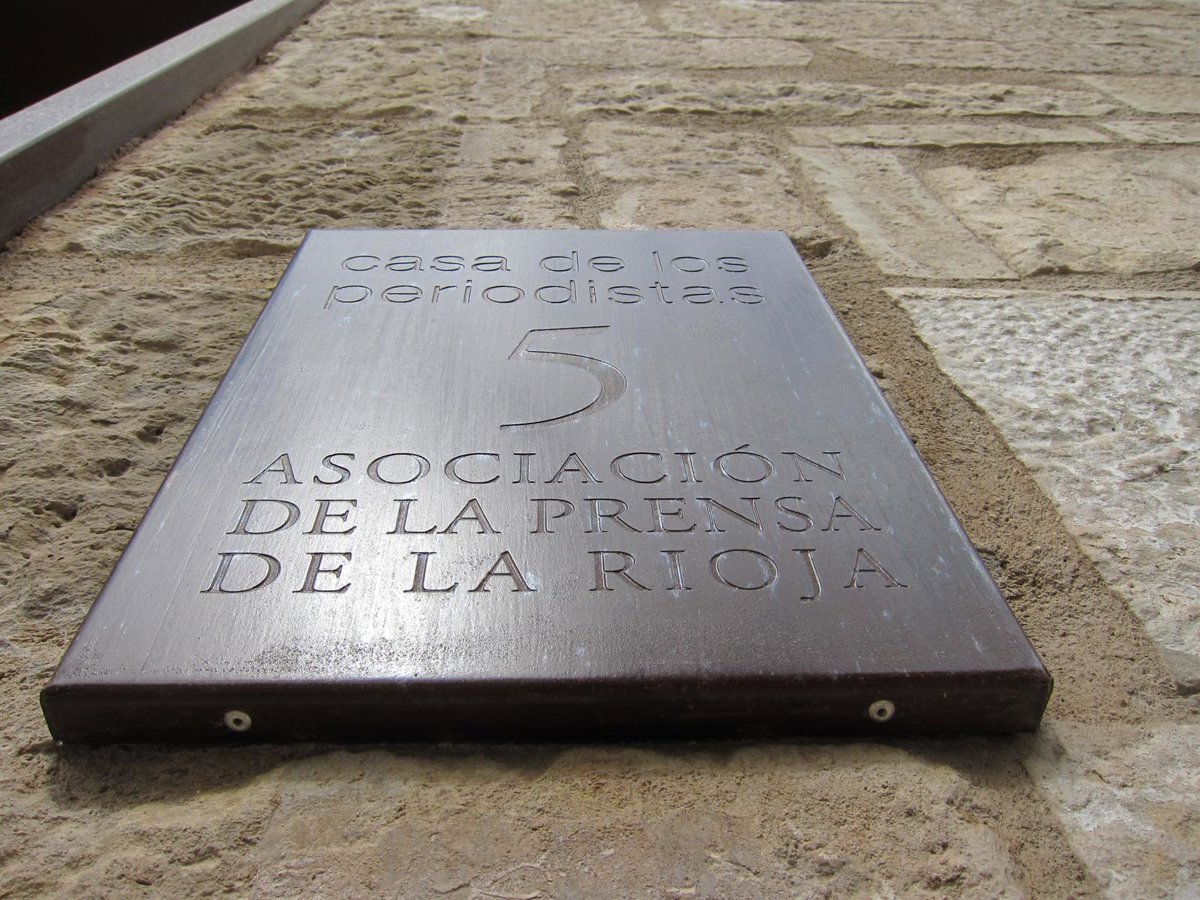 casa de los
periodistas
5
ASOCIACIÓN
DE LA PRENSA
DE LA RIOJA